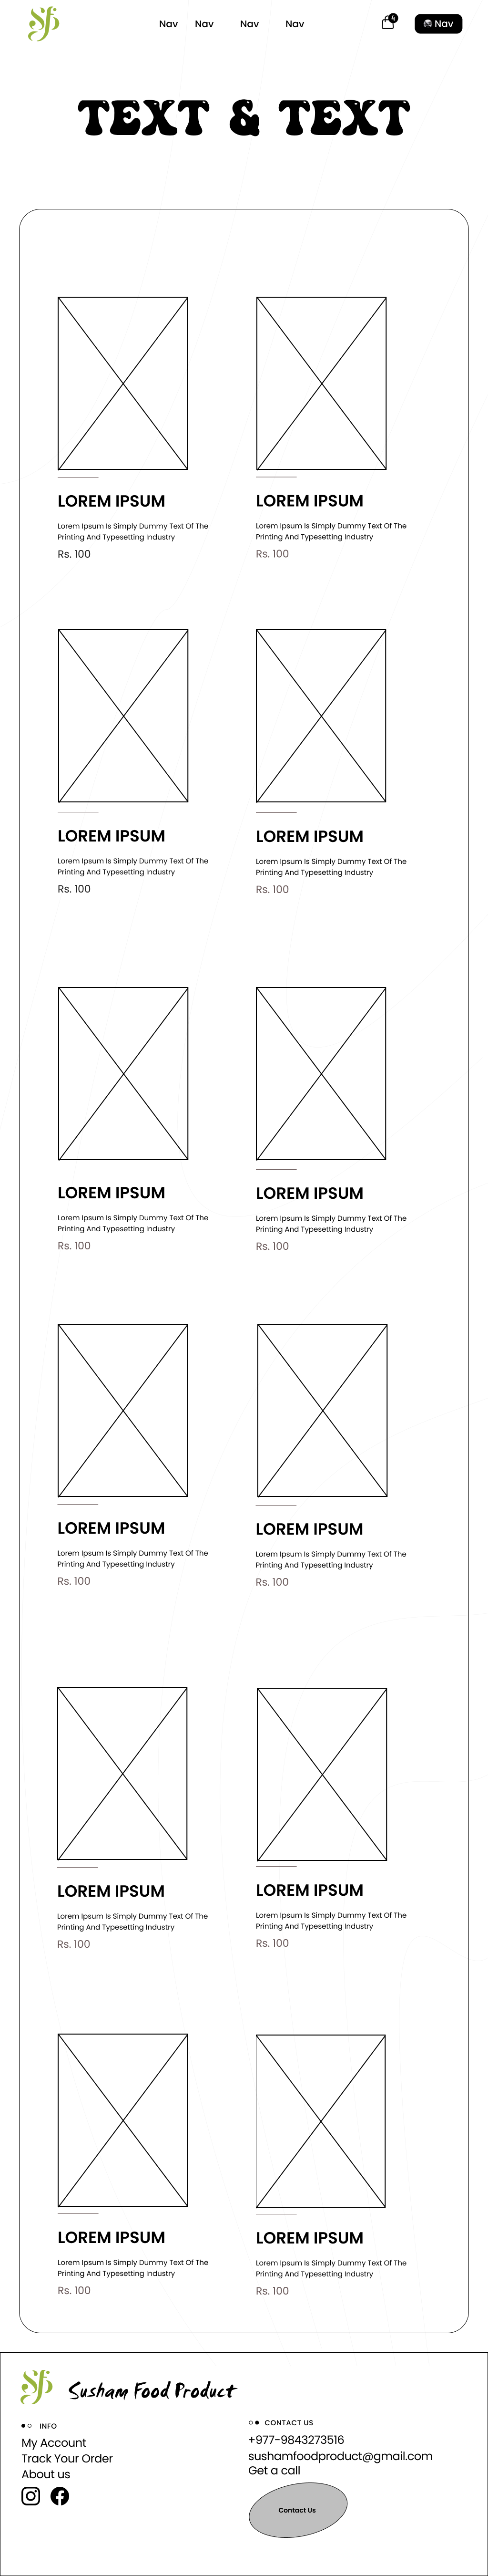 Nav Nav Nav Nav 4 Nav
TEXT & TEXT
LOREM IPSUM
Lorem Ipsum Is Simply Dummy Text Of The
Printing And Typesetting Industry
Rs. 100
LOREM IPSUM
Lorem Ipsum Is Simply Dummy Text Of The
Printing And Typesetting Industry
Rs. 100
LOREM IPSUM
Lorem Ipsum Is Simply Dummy Text Of The
Printing And Typesetting Industry
Rs. 100
LOREM IPSUM
Lorem Ipsum Is Simply Dummy Text Of The
Printing And Typesetting Industry
Rs. 100
LOREM IPSUM
Lorem Ipsum Is Simply Dummy Text Of The
Printing And Typesetting Industry
Rs. 100
LOREM IPSUM
Lorem Ipsum Is Simply Dummy Text Of The
Printing And Typesetting Industry
Rs. 100
LOREM IPSUM
Lorem Ipsum Is Simply Dummy Text Of The
Printing And Typesetting Industry
Rs. 100
LOREM IPSUM
Lorem Ipsum Is Simply Dummy Text Of The
Printing And Typesetting Industry
Rs. 100
LOREM IPSUM
Lorem Ipsum Is Simply Dummy Text Of The
Printing And Typesetting Industry
Rs. 100
LOREM IPSUM
Lorem Ipsum Is Simply Dummy Text Of The
Printing And Typesetting Industry
Rs. 100
LOREM IPSUM
Lorem Ipsum Is Simply Dummy Text Of The
Printing And Typesetting Industry
Rs. 100
LOREM IPSUM
Lorem Ipsum Is Simply Dummy Text Of The
Printing And Typesetting Industry
Rs. 100
Susham Food Product
INFO
My Account
Track Your Order
About us
CONTACT US
+977-9843273516
sushamfoodproduct@gmail.com
Get a call
Contact Us